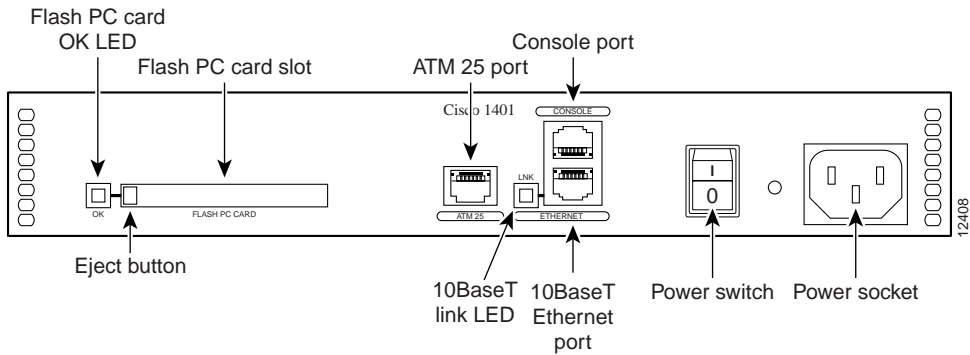 Flash PC card
OK LED
Flash PC card slot
ATM 25 port
Console port
Cisco 1401
CONSOLE
LNK
OK
FLASH PC CARD
ATM 25
ETHERNET
I
0
12408
Eject button
10BaseT
link LED
10BaseT
Ethernet
port
Power switch
Power socket